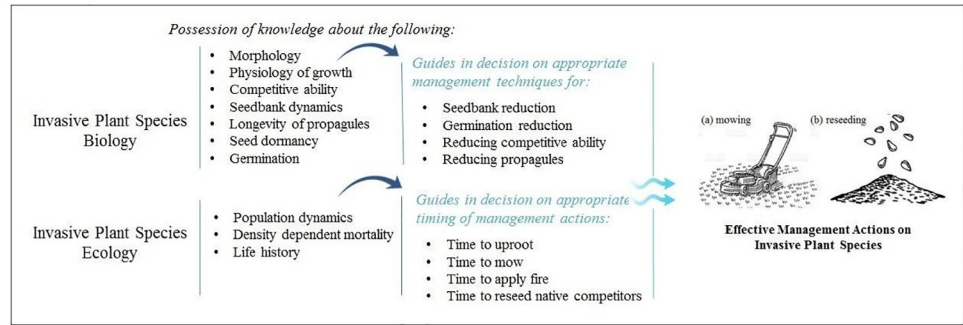 Possession of knowledge about the following:
Invasive Plant Species
Biology
• Morphology
• Physiology of growth
• Competitive ability
• Seedbank dynamics
• Longevity of propagules
• Seed dormancy
• Germination
Guides in decision on appropriate
management techniques for:
• Seedbank reduction
• Germination reduction
• Reducing competitive ability
• Reducing propagules
Invasive Plant Species
Ecology
• Population dynamics
• Density dependent mortality
• Life history
Guides in decision on appropriate
timing of management actions:
• Time to uproot
• Time to mow
• Time to apply fire
• Time to reseed native competitors
(a) mowing
(b) reseeding
Effective Management Actions on
Invasive Plant Species